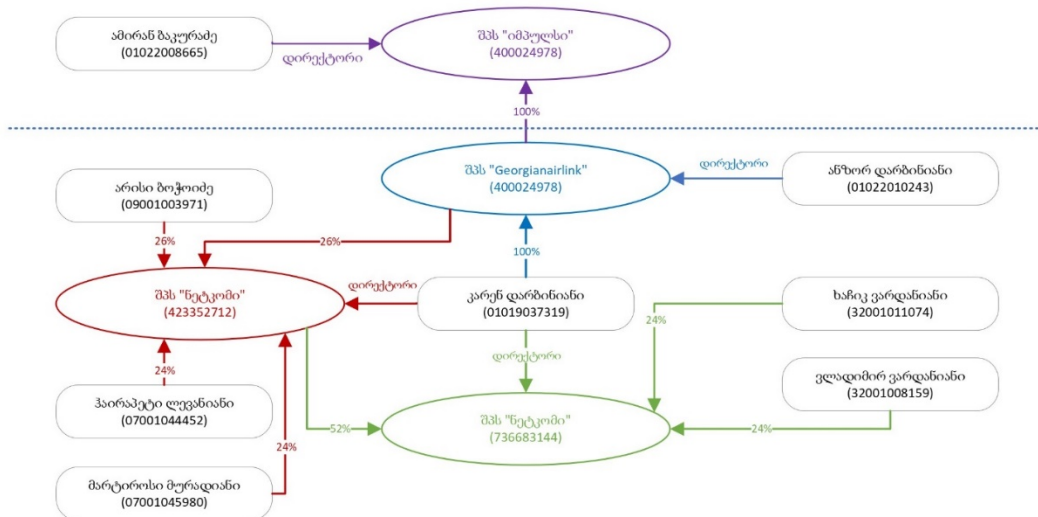 ამირან ბაკურაძე
(01022008665)
დირექტორი
შპს "იმპულსი"
(400024978)
100%
შპს "Georgianairlink"
(400024978)
დირექტორი
ანზორ დარბინიანი
(01022010243)
არისი ბოჭოიძე
(09001003971)
26%
26%
100%
შპს "ნეტკომი"
(423352712)
დირექტორი
კარენ დარბინიანი
(01019037319)
ხაჩიკ ვარდანიანი
(32001011074)
24%
24%
დირექტორი
ჰაირაპეტი ლევანიანი
(07001044452)
ვლადიმირ ვარდანიანი
(32001008159)
52%
შპს "ნეტკომი"
(736683144)
24%
24%
მარტიროსი მურადიანი
(07001045980)